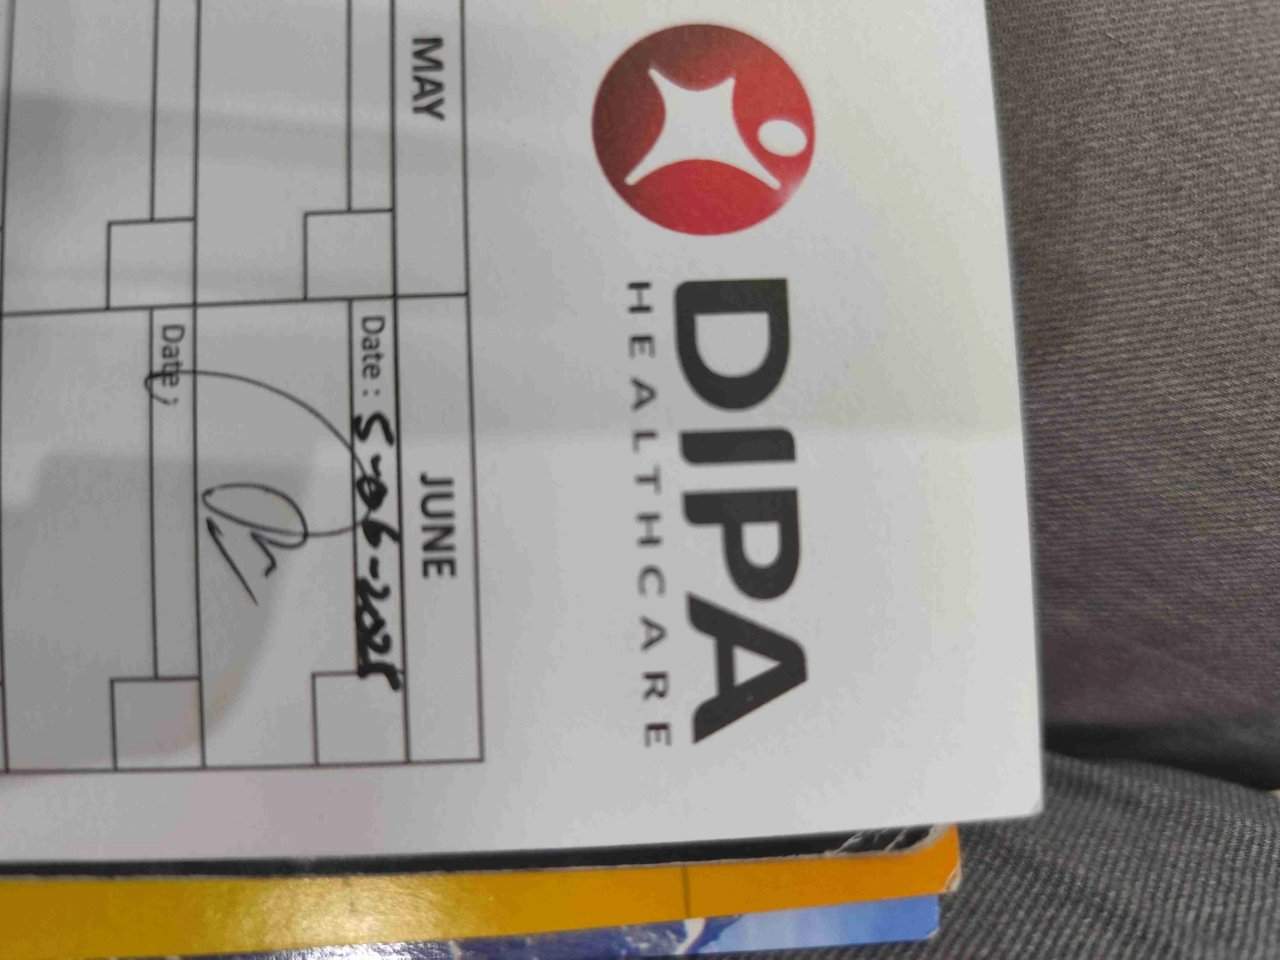 DIPA
HEALTHCARE
MAY
JUNE
Date : 5-06-2025
Date :